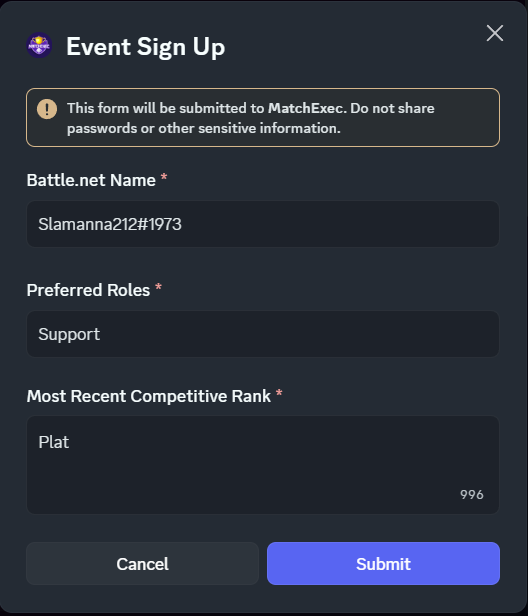 MATCHEXEC
Event Sign Up
This form will be submitted to MatchExec. Do not share
passwords or other sensitive information.
Battle.net Name *
Slamanna212#1973
Preferred Roles *
Support
Most Recent Competitive Rank *
Plat
996
Cancel
Submit